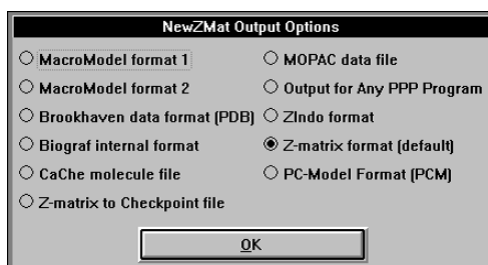 NewZMat Output Options
MacroModel format 1
MacroModel format 2
Brookhaven data format (PDB)
Biograf internal format
CaChe molecule file
Z-matrix to Checkpoint file
MOPAC data file
Output for Any PPP Program
ZIndo format
Z-matrix format (default)
PC-Model Format (PCM)
OK